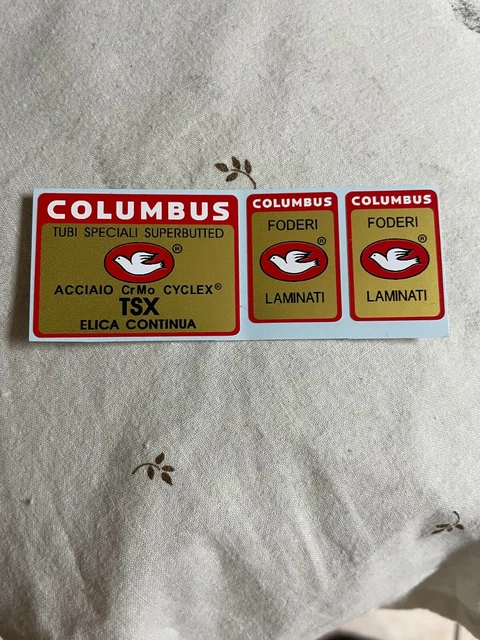 COLUMBUS
TUBI SPECIALI SUPERBUTTED
®
ACCIAIO CrMo CYCLEX®
TSX
ELICA CONTINUA
COLUMBUS
FODERI
®
LAMINATI
COLUMBUS
FODERI
®
LAMINATI